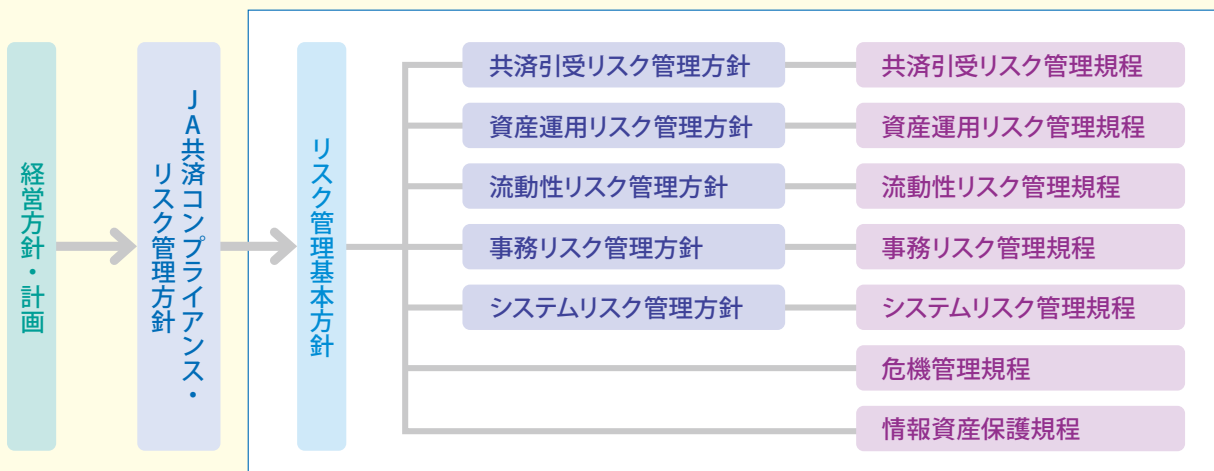 経営方針・計画
JA共済コンプライアンス・
リスク管理方針
リスク管理基本方針
共済引受リスク管理方針
共済引受リスク管理規程
資産運用リスク管理方針
資産運用リスク管理規程
流動性リスク管理方針
流動性リスク管理規程
事務リスク管理方針
事務リスク管理規程
システムリスク管理方針
システムリスク管理規程
危機管理規程
情報資産保護規程